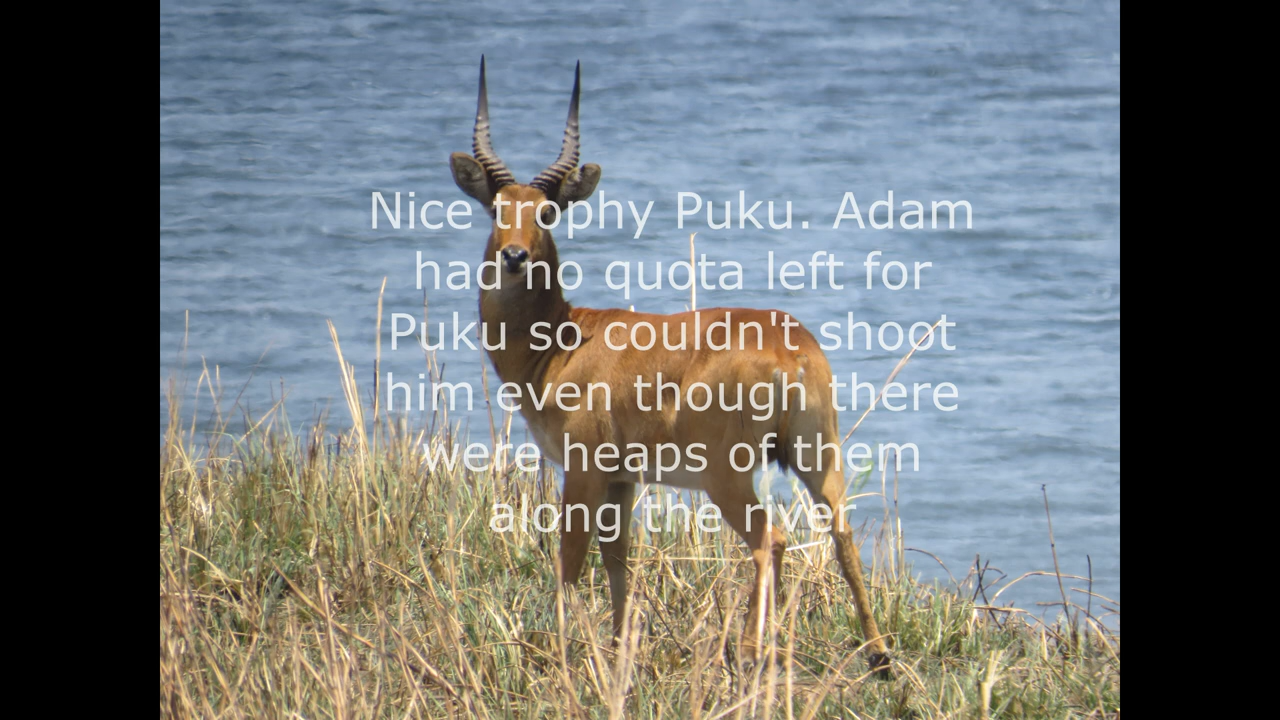 Nice trophy Puku. Adam
had no quota left for
Puku so couldn't shoot
him even though there
were heaps of them
along the river